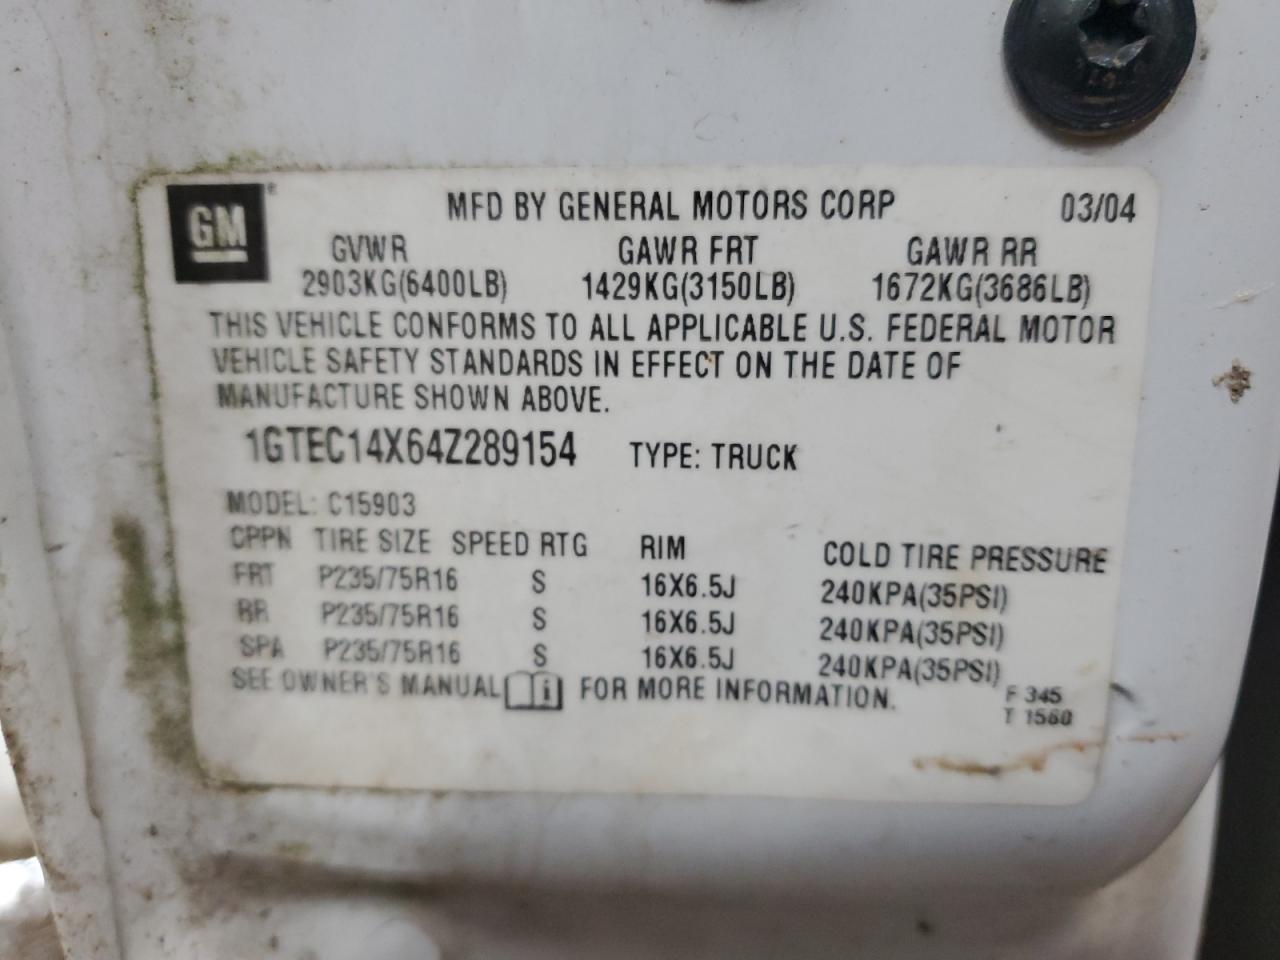 GM ® MFD BY GENERAL MOTORS CORP 03/04
GVWR GAWR FRT GAWR RR
2903KG(6400LB) 1429KG(3150LB) 1672KG(3686LB)
THIS VEHICLE CONFORMS TO ALL APPLICABLE U.S. FEDERAL MOTOR
VEHICLE SAFETY STANDARDS IN EFFECT ON THE DATE OF
MANUFACTURE SHOWN ABOVE.
1GTEC14X64Z289154 TYPE: TRUCK
MODEL: C15903
CPPN TIRE SIZE SPEED RTG RIM COLD TIRE PRESSURE
FRT P235/75R16 S 16X6.5J 240KPA(35PSI)
RR P235/75R16 S 16X6.5J 240KPA(35PSI)
SPA P235/75R16 S 16X6.5J 240KPA(35PSI)
SEE OWNER'S MANUAL i FOR MORE INFORMATION.
F 345
T 1560